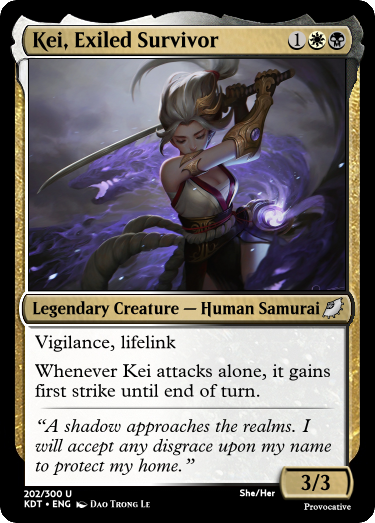 Kei, Exiled Survivor 1
Legendary Creature — Human Samurai
Vigilance, lifelink
Whenever Kei attacks alone, it gains
first strike until end of turn.
“A shadow approaches the realms. I
will accept any disgrace upon my name
to protect my home.”
3/3
202/300 U She/Her
KDT • ENG Dao Trong Le Provocative